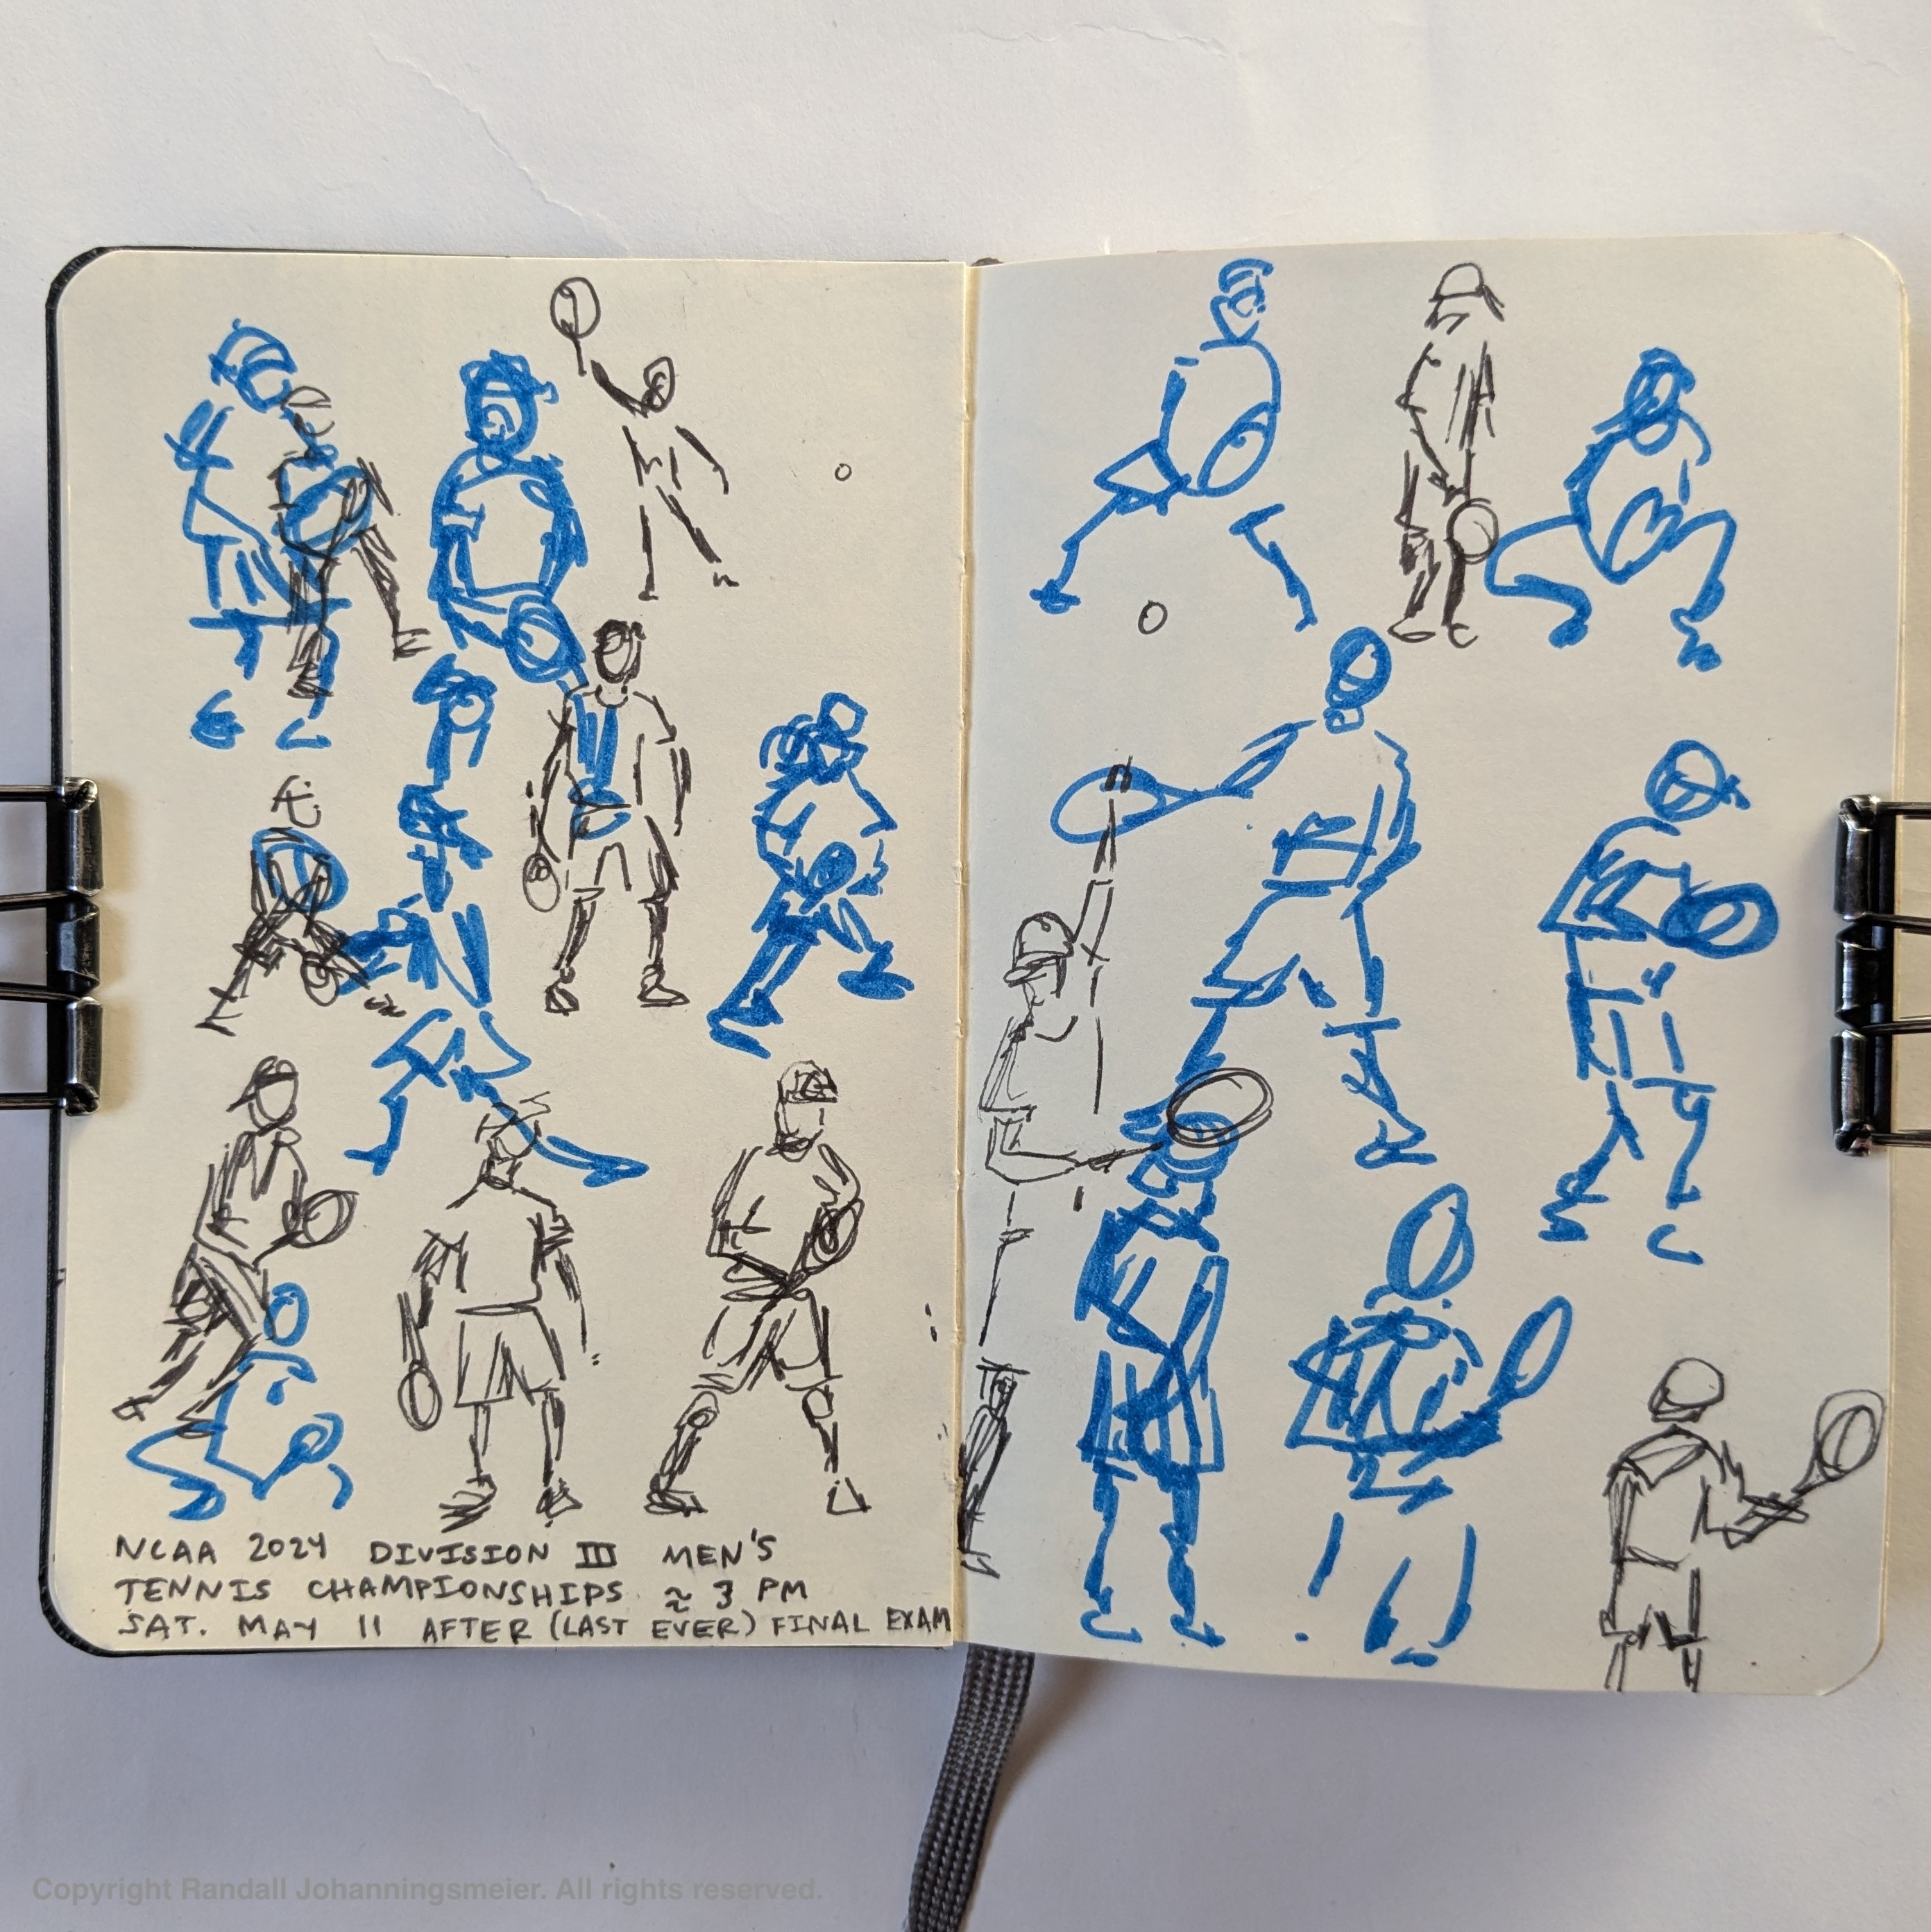 NCAA 2024 DIVISION III MEN'S
TENNIS CHAMPIONSHIPS ≈ 3 PM
SAT. MAY 11 AFTER (LAST EVER) FINAL EXAM
Copyright Randall Johanningsmeier. All rights reserved.